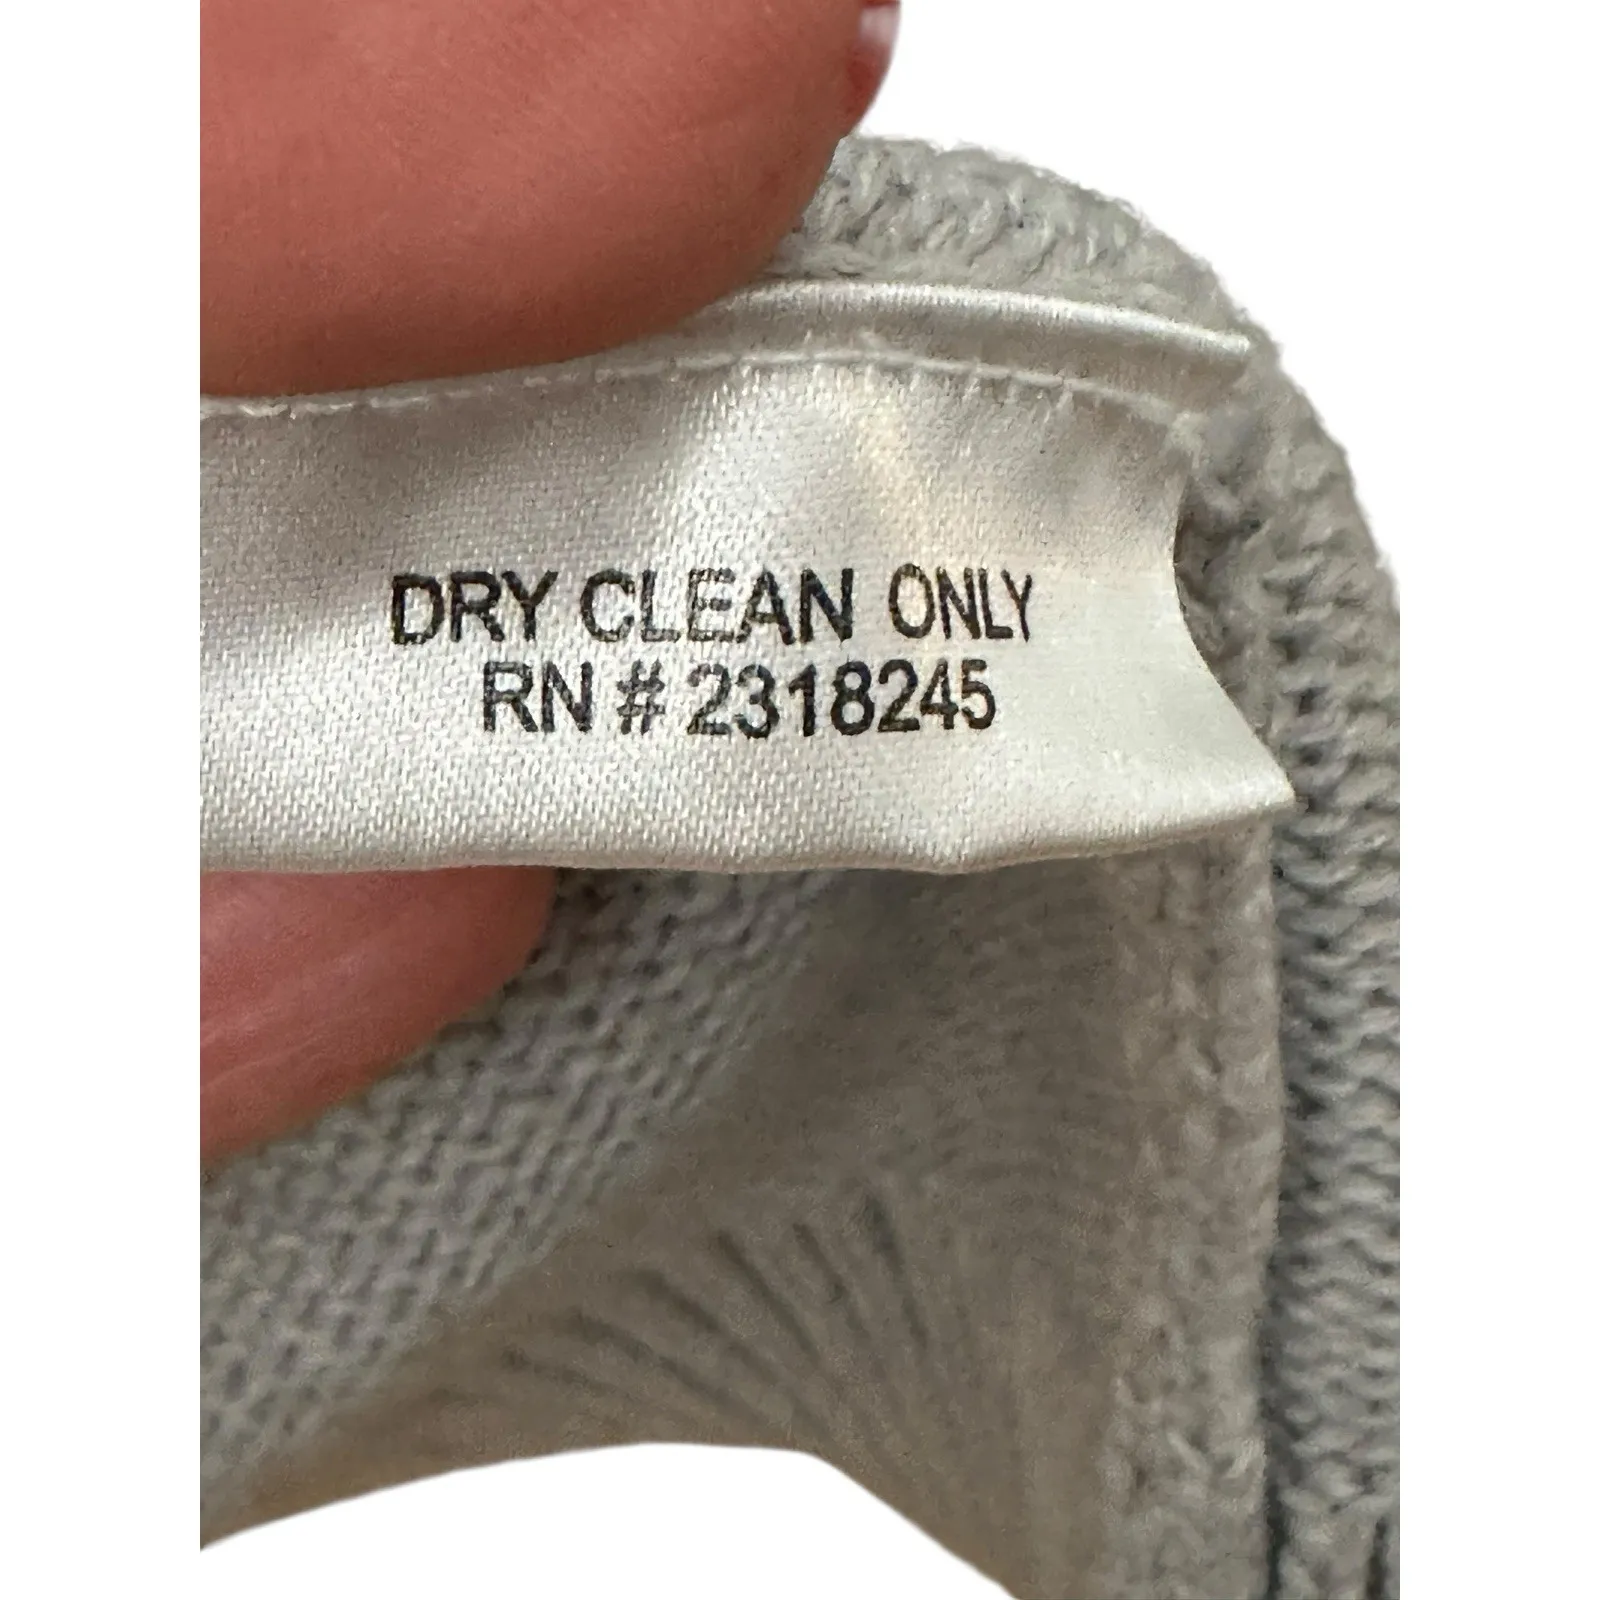 DRY CLEAN ONLY
RN # 2318245